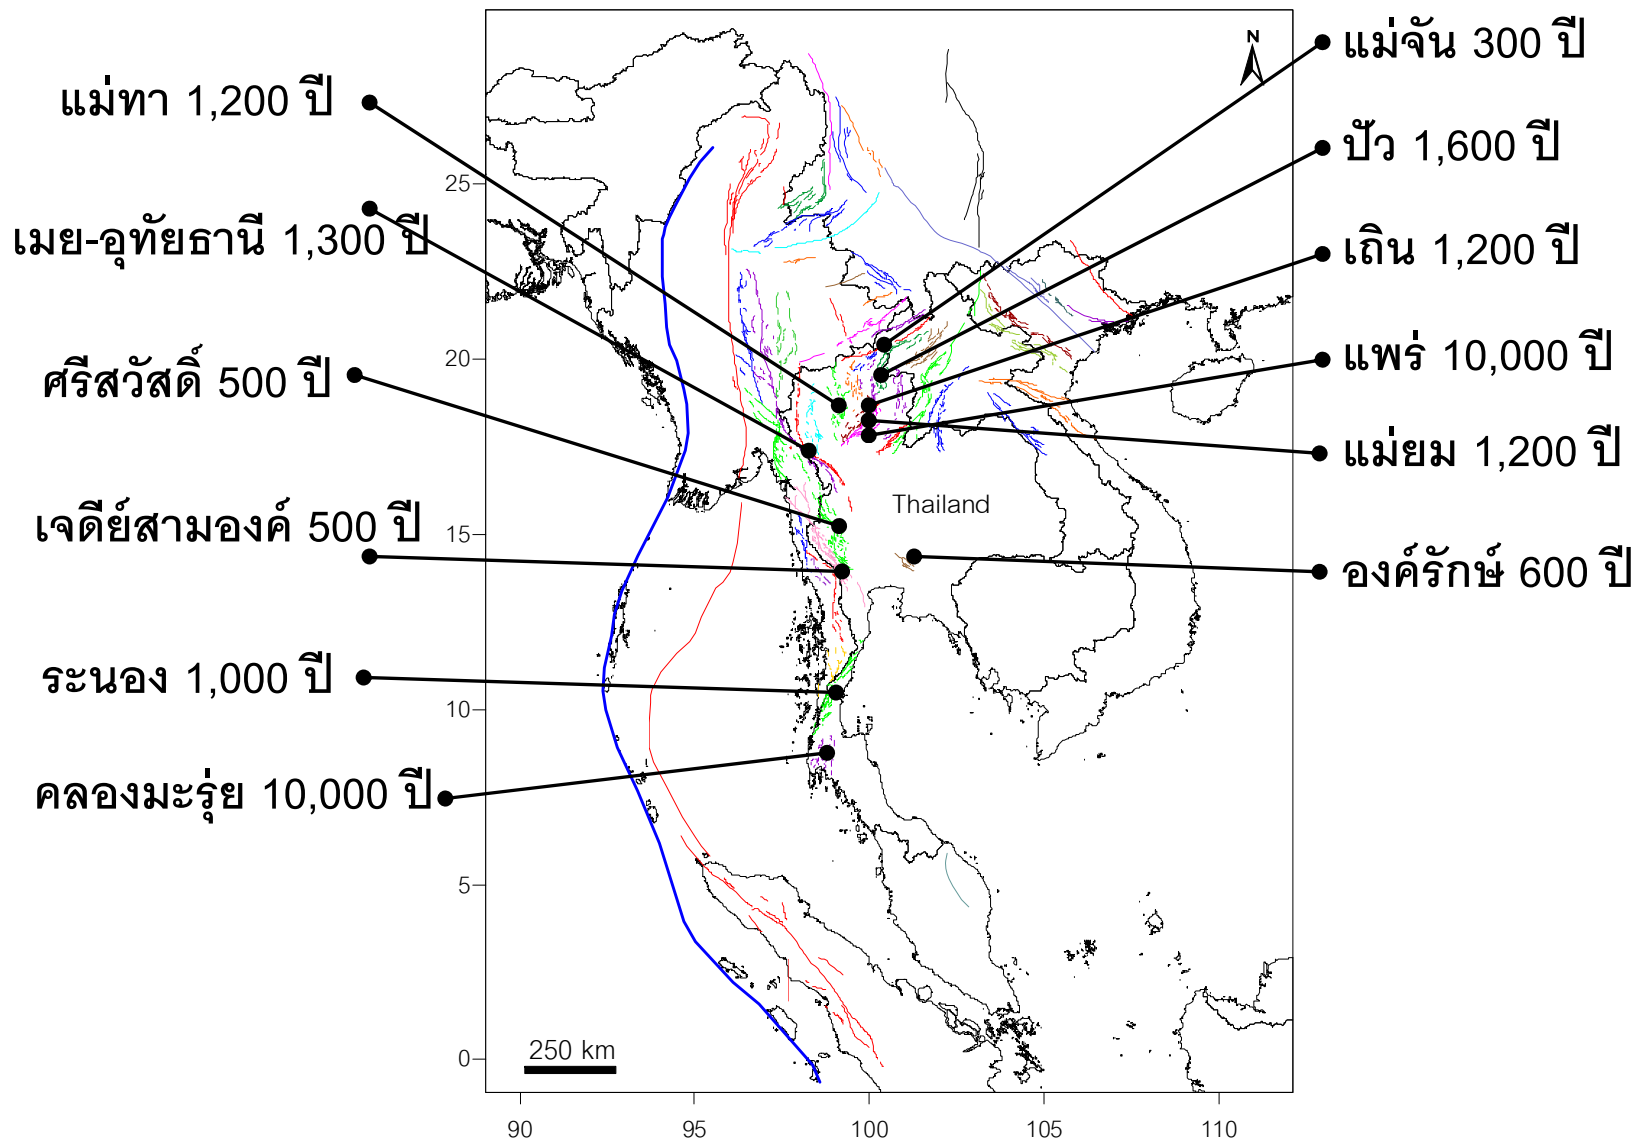 แม่ทา 1,200 ปี
เมย-อุทัยธานี 1,300 ปี
ศรีสวัสดิ์ 500 ปี
เจดีย์สามองค์ 500 ปี
ระนอง 1,000 ปี
คลองมะรุ่ย 10,000 ปี
N
แม่จัน 300 ปี
ปัว 1,600 ปี
เถิน 1,200 ปี
แพร่ 10,000 ปี
แม่ยม 1,200 ปี
องค์รักษ์ 600 ปี
Thailand
25
20
15
10
5
0
250 km
90
95
100
105
110